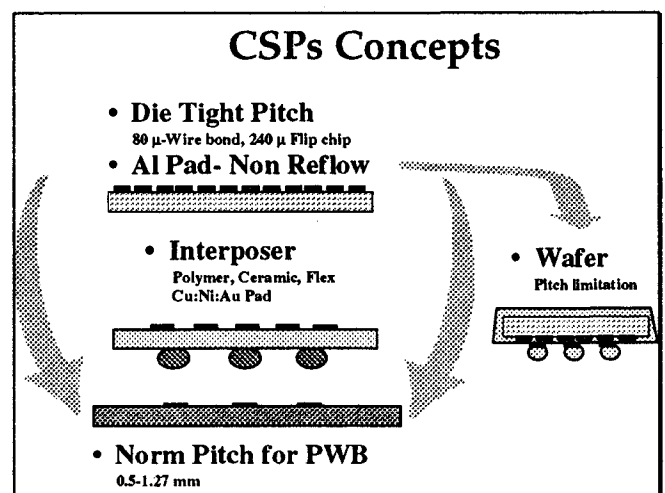 CSPs Concepts
• Die Tight Pitch
80 μ-Wire bond, 240 μ Flip chip
• Al Pad- Non Reflow
• Interposer
Polymer, Ceramic, Flex
Cu:Ni:Au Pad
• Wafer
Pitch limitation
• Norm Pitch for PWB
0.5-1.27 mm